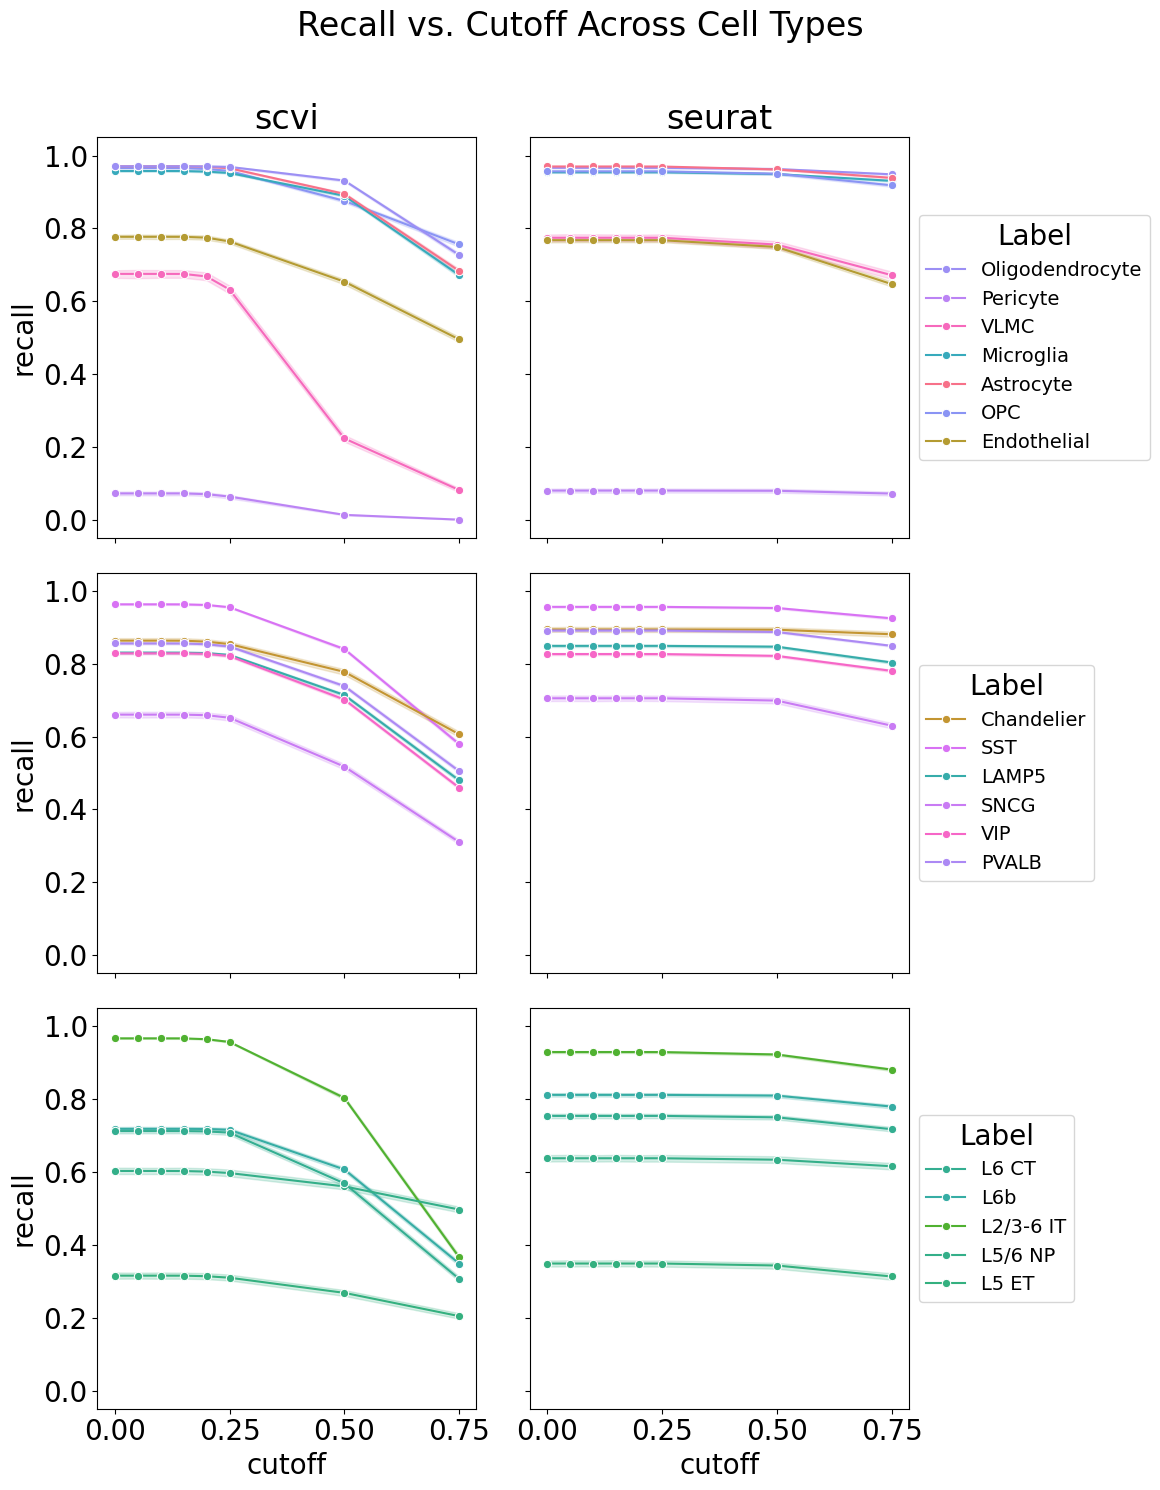 Recall vs. Cutoff Across Cell Types
scvi
seurat
1.0
0.8
0.6
0.4
0.2
0.0
recall
Label
Oligodendrocyte
Pericyte
VLMC
Microglia
Astrocyte
OPC
Endothelial
1.0
0.8
0.6
0.4
0.2
0.0
recall
Label
Chandelier
SST
LAMP5
SNCG
VIP
PVALB
1.0
0.8
0.6
0.4
0.2
0.0
recall
Label
L6 CT
L6b
L2/3-6 IT
L5/6 NP
L5 ET
0.00 0.25 0.50 0.75
cutoff
0.00 0.25 0.50 0.75
cutoff